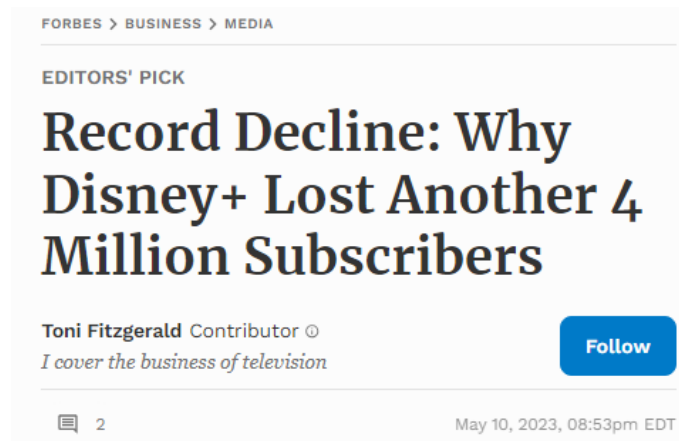 FORBES > BUSINESS > MEDIA
EDITORS' PICK
Record Decline: Why
Disney+ Lost Another 4
Million Subscribers
Toni Fitzgerald Contributor
I cover the business of television
Follow
2
May 10, 2023, 08:53pm EDT